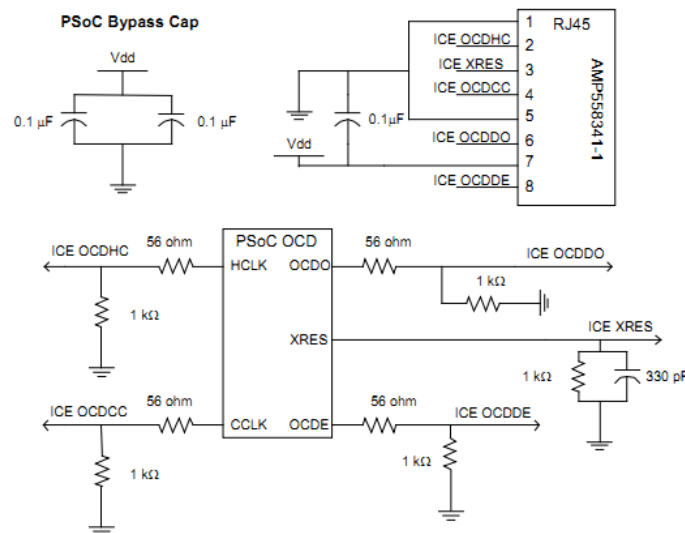 PSoC Bypass Cap
Vdd
0.1 µF
0.1 µF
RJ45
AMP558341-1
1
ICE OCDHC
2
ICE XRES
3
ICE OCDCC
4
5
0.1µF
ICE OCDDO
6
Vdd
7
ICE OCDDE
8
PSoC OCD
ICE OCDHC
56 ohm
HCLK
OCDO
56 ohm
ICE OCDDO
1 kΩ
1 kΩ
XRES
ICE XRES
1 kΩ
330 pF
ICE OCDCC
56 ohm
CCLK
OCDE
56 ohm
ICE OCDDE
1 kΩ
1 kΩ